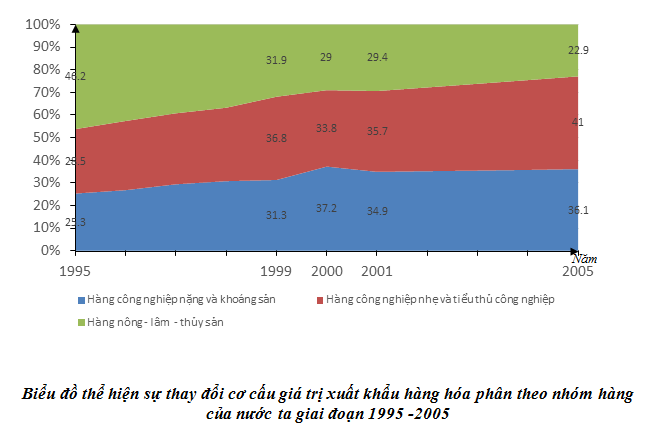 100%
90%
80%
70%
60%
50%
40%
30%
20%
10%
0%
46.2 31.9 29 29.4 22.9
28.5 36.8 33.8 35.7 41
25.3 31.3 37.2 34.9 36.1
1995 1999 2000 2001 2005
Năm
Hàng công nghiệp nặng và khoáng sản Hàng công nghiệp nhẹ và tiểu thủ công nghiệp
Hàng nông - lâm - thủy sản
Biểu đồ thể hiện sự thay đổi cơ cấu giá trị xuất khẩu hàng hóa phân theo nhóm hàng
của nước ta giai đoạn 1995 -2005